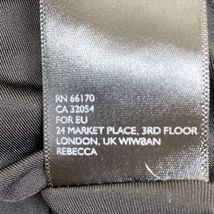 RN 66170
CA 32054
FOR EU
24 MARKET PLACE, 3RD FLOOR
LONDON, UK W1W8AN
REBECCA